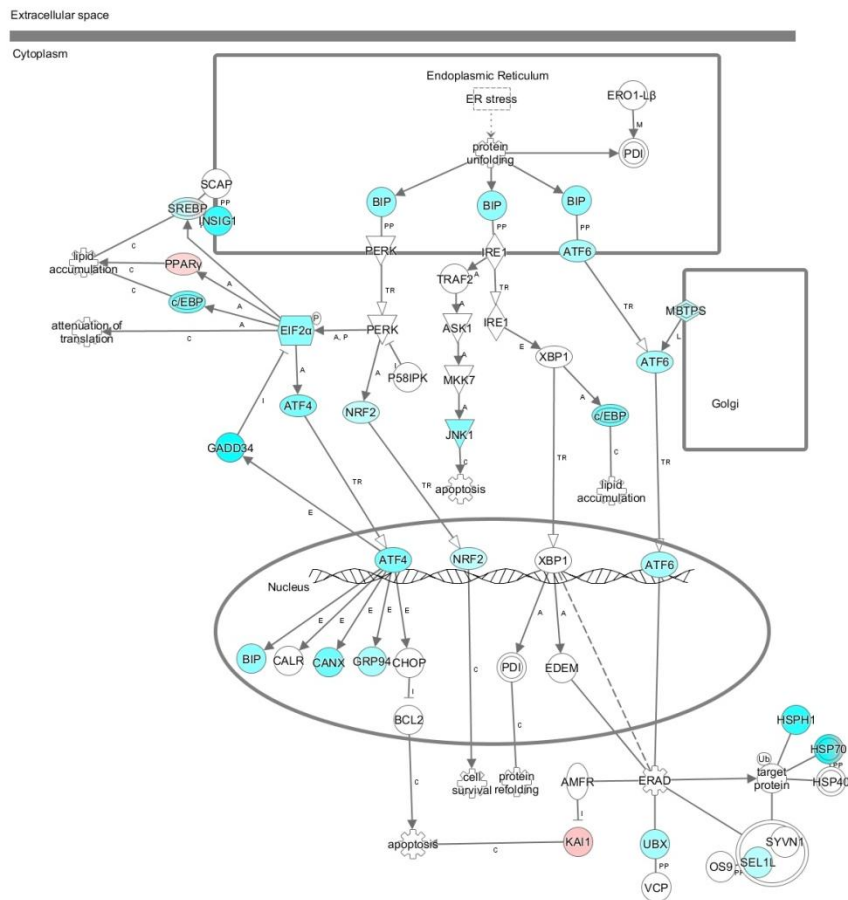 Extracellular space
Cytoplasm
Endoplasmic Reticulum
ER stress
ERO1-Lβ
M
protein
unfolding
PDI
SCAP
PP
SREBP
INSIG1
BIP
BIP
BIP
PP
PP
PP
PERK
IRE1
ATF6
C
lipid
accumulation
PPARγ
C
C
c/EBP
A
A
A
attenuation of
translation
C
EIF2α
P
A, P
PERK
TR
I
P58IPK
TRAF2
A
TR
ASK1
A
IRE1
E
XBP1
MKK7
A
A
TR
MBTPS
L
ATF6
Golgi
A
ATF4
A
NRF2
JNK1
C
apoptosis
c/EBP
C
lipid
accumulation
I
GADD34
E
TR
TR
TR
TR
Nucleus
ATF4
NRF2
XBP1
ATF6
E
E
E
E
E
A
A
BIP
CALR
CANX
GRP94
CHOP
PDI
EDEM
I
BCL2
C
C
C
cell
survival
protein
refolding
AMFR
ERAD
Ub
target
protein
HSPH1
HSP70
PP
HSP40
I
apoptosis
C
KAI1
UBX
PP
VCP
OS9
PP
SEL1L
SYVN1